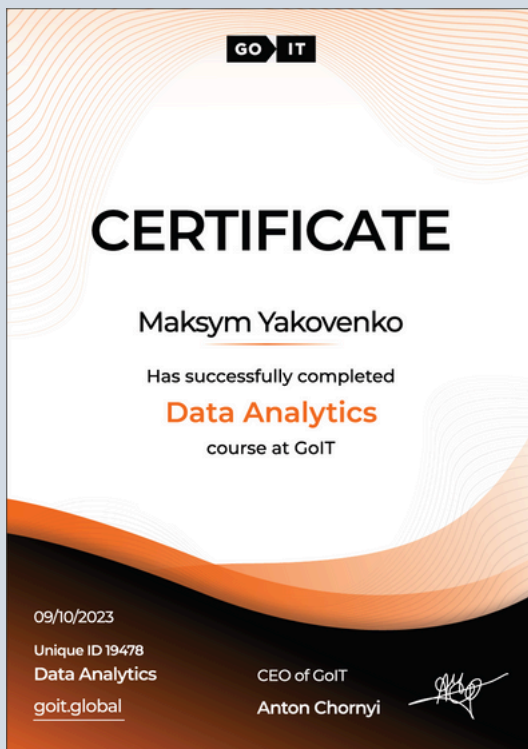 GO IT
CERTIFICATE
Maksym Yakovenko
Has successfully completed
Data Analytics
course at GoIT
09/10/2023
Unique ID 19478
Data Analytics
goit.global
CEO of GoIT
Anton Chornyi